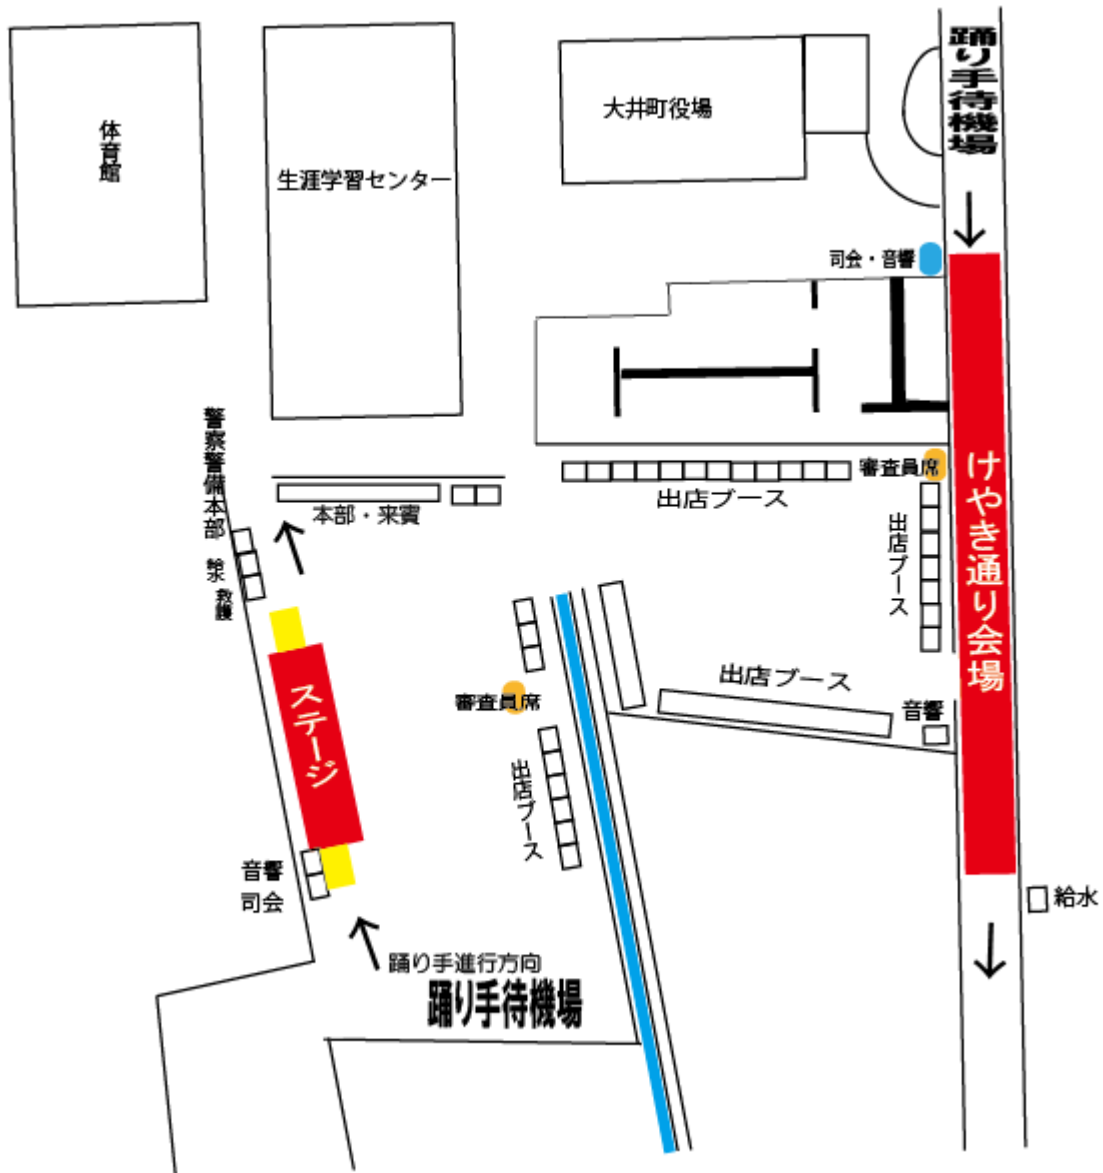 踊り手待機場
体育館
大井町役場
生涯学習センター
司会・音響
警察警備本部
審査員席
出店ブース
本部・来賓
けやき通り会場
出店ブース
給水
救護
出店ブース
審査員席
ステージ
音響
出店ブース
音響
司会
給水
踊り手進行方向
踊り手待機場